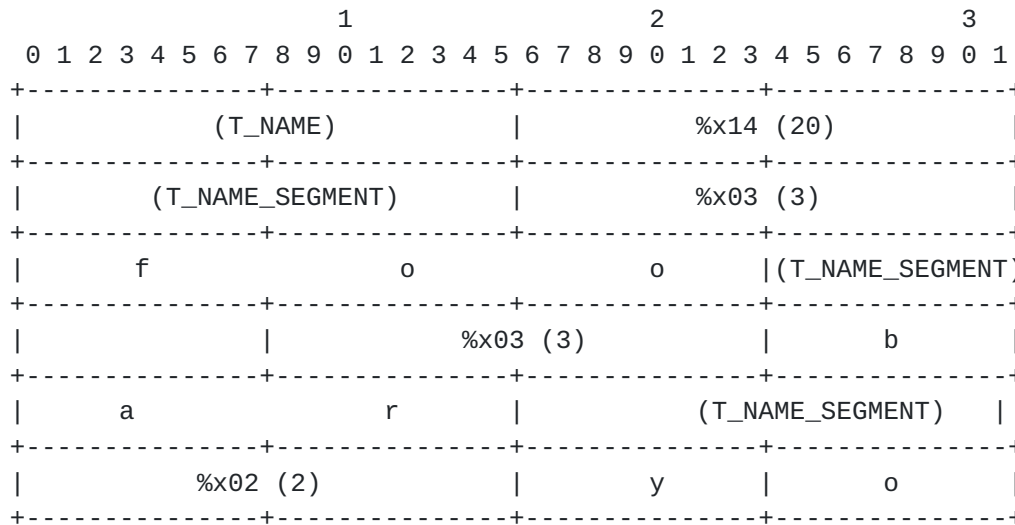 1                   2                   3
 0 1 2 3 4 5 6 7 8 9 0 1 2 3 4 5 6 7 8 9 0 1 2 3 4 5 6 7 8 9 0 1
+---------------+---------------+---------------+---------------+
|            (T_NAME)           |           %x14 (20)           |
+---------------+---------------+---------------+---------------+
|        (T_NAME_SEGMENT)       |           %x03 (3)            |
+---------------+---------------+---------------+---------------+
|       f                o               o      |(T_NAME_SEGMENT)
+---------------+---------------+---------------+---------------+
|               |            %x03 (3)           |       b       |
+---------------+---------------+---------------+---------------+
|      a                r       |           (T_NAME_SEGMENT)   |
+---------------+---------------+---------------+---------------+
|           %x02 (2)            |        y      |       o       |
+---------------+---------------+---------------+---------------+